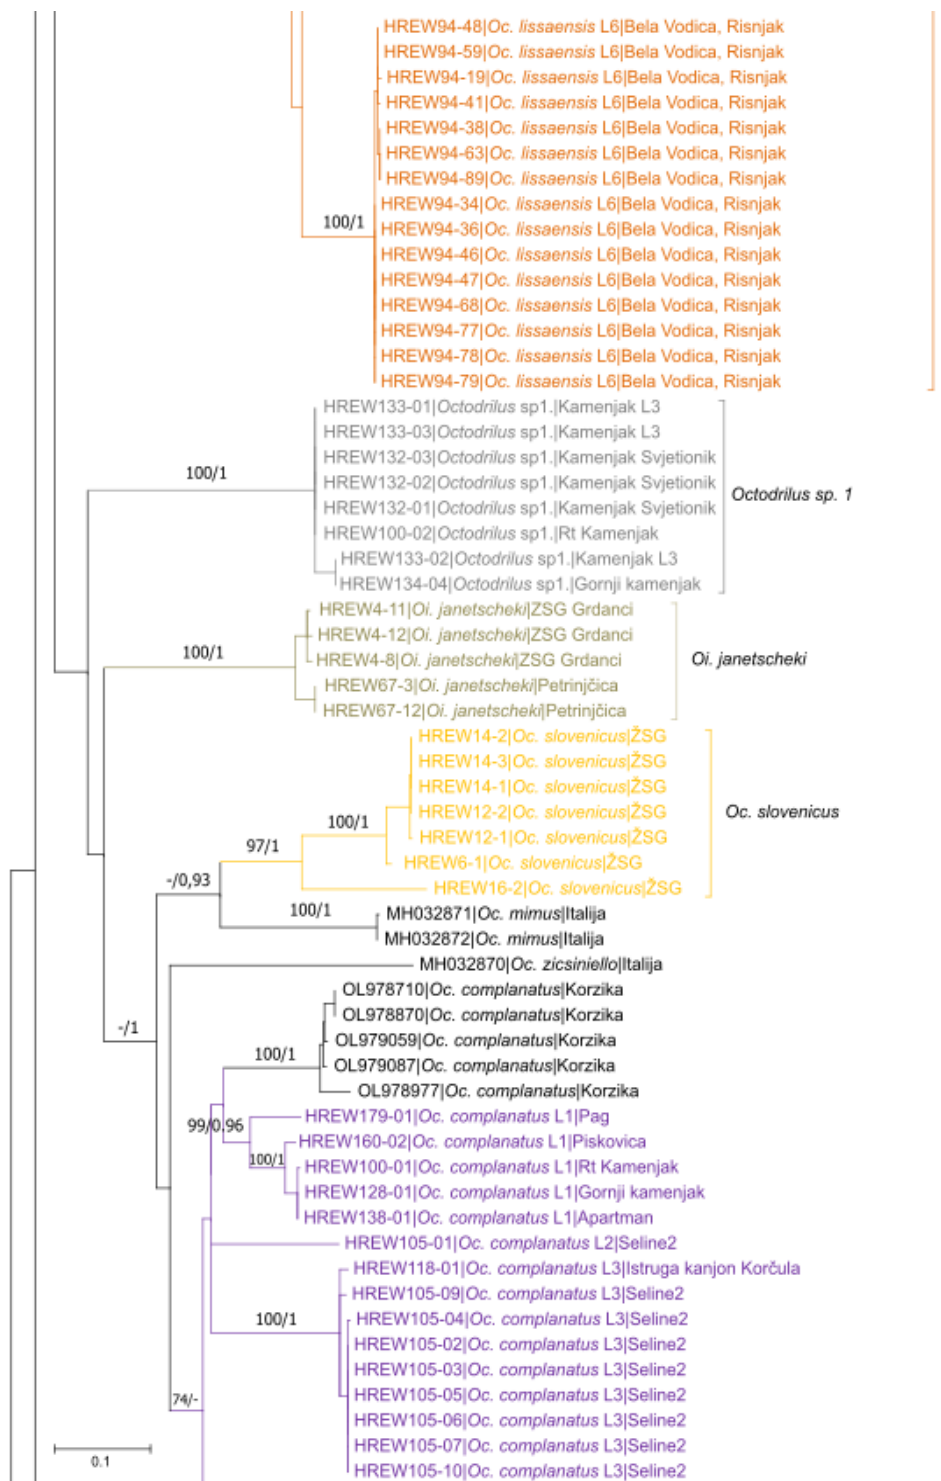 HREW94-48|Oc. lissaensis L6|Bela Vodica, Risnjak
HREW94-59|Oc. lissaensis L6|Bela Vodica, Risnjak
HREW94-19|Oc. lissaensis L6|Bela Vodica, Risnjak
HREW94-41|Oc. lissaensis L6|Bela Vodica, Risnjak
HREW94-38|Oc. lissaensis L6|Bela Vodica, Risnjak
HREW94-63|Oc. lissaensis L6|Bela Vodica, Risnjak
HREW94-89|Oc. lissaensis L6|Bela Vodica, Risnjak
HREW94-34|Oc. lissaensis L6|Bela Vodica, Risnjak
100/1
HREW94-36|Oc. lissaensis L6|Bela Vodica, Risnjak
HREW94-46|Oc. lissaensis L6|Bela Vodica, Risnjak
HREW94-47|Oc. lissaensis L6|Bela Vodica, Risnjak
HREW94-68|Oc. lissaensis L6|Bela Vodica, Risnjak
HREW94-77|Oc. lissaensis L6|Bela Vodica, Risnjak
HREW94-78|Oc. lissaensis L6|Bela Vodica, Risnjak
HREW94-79|Oc. lissaensis L6|Bela Vodica, Risnjak
HREW133-01|Octodrilus sp1.|Kamenjak L3
HREW133-03|Octodrilus sp1.|Kamenjak L3
HREW132-03|Octodrilus sp1.|Kamenjak Svjetionik
100/1
HREW132-02|Octodrilus sp1.|Kamenjak Svjetionik
Octodrilus sp. 1
HREW132-01|Octodrilus sp1.|Kamenjak Svjetionik
HREW100-02|Octodrilus sp1.|Rt Kamenjak
HREW133-02|Octodrilus sp1.|Kamenjak L3
HREW134-04|Octodrilus sp1.|Gornji kamenjak
HREW4-11|Oi. janetscheki|ZSG Grdanci
HREW4-12|Oi. janetscheki|ZSG Grdanci
100/1
HREW4-8|Oi. janetscheki|ZSG Grdanci
Oi. janetscheki
HREW67-3|Oi. janetscheki|Petrinjčica
HREW67-12|Oi. janetscheki|Petrinjčica
HREW14-2|Oc. slovenicus|ŽSG
HREW14-3|Oc. slovenicus|ŽSG
HREW14-1|Oc. slovenicus|ŽSG
HREW12-2|Oc. slovenicus|ŽSG
Oc. slovenicus
100/1
HREW12-1|Oc. slovenicus|ŽSG
97/1
HREW6-1|Oc. slovenicus|ŽSG
-/0,93
HREW16-2|Oc. slovenicus|ŽSG
100/1
MH032871|Oc. mimus|Italija
MH032872|Oc. mimus|Italija
MH032870|Oc. zicsiniello|Italija
OL978710|Oc. complanatus|Korzika
OL978870|Oc. complanatus|Korzika
-/1
OL979059|Oc. complanatus|Korzika
100/1
OL979087|Oc. complanatus|Korzika
OL978977|Oc. complanatus|Korzika
HREW179-01|Oc. complanatus L1|Pag
99/0.96
HREW160-02|Oc. complanatus L1|Piskovica
100/1
HREW100-01|Oc. complanatus L1|Rt Kamenjak
HREW128-01|Oc. complanatus L1|Gornji kamenjak
HREW138-01|Oc. complanatus L1|Apartman
HREW105-01|Oc. complanatus L2|Seline2
HREW118-01|Oc. complanatus L3|Istruga kanjon Korčula
HREW105-09|Oc. complanatus L3|Seline2
100/1
HREW105-04|Oc. complanatus L3|Seline2
HREW105-02|Oc. complanatus L3|Seline2
HREW105-03|Oc. complanatus L3|Seline2
74/-
HREW105-05|Oc. complanatus L3|Seline2
HREW105-06|Oc. complanatus L3|Seline2
HREW105-07|Oc. complanatus L3|Seline2
0.1
HREW105-10|Oc. complanatus L3|Seline2